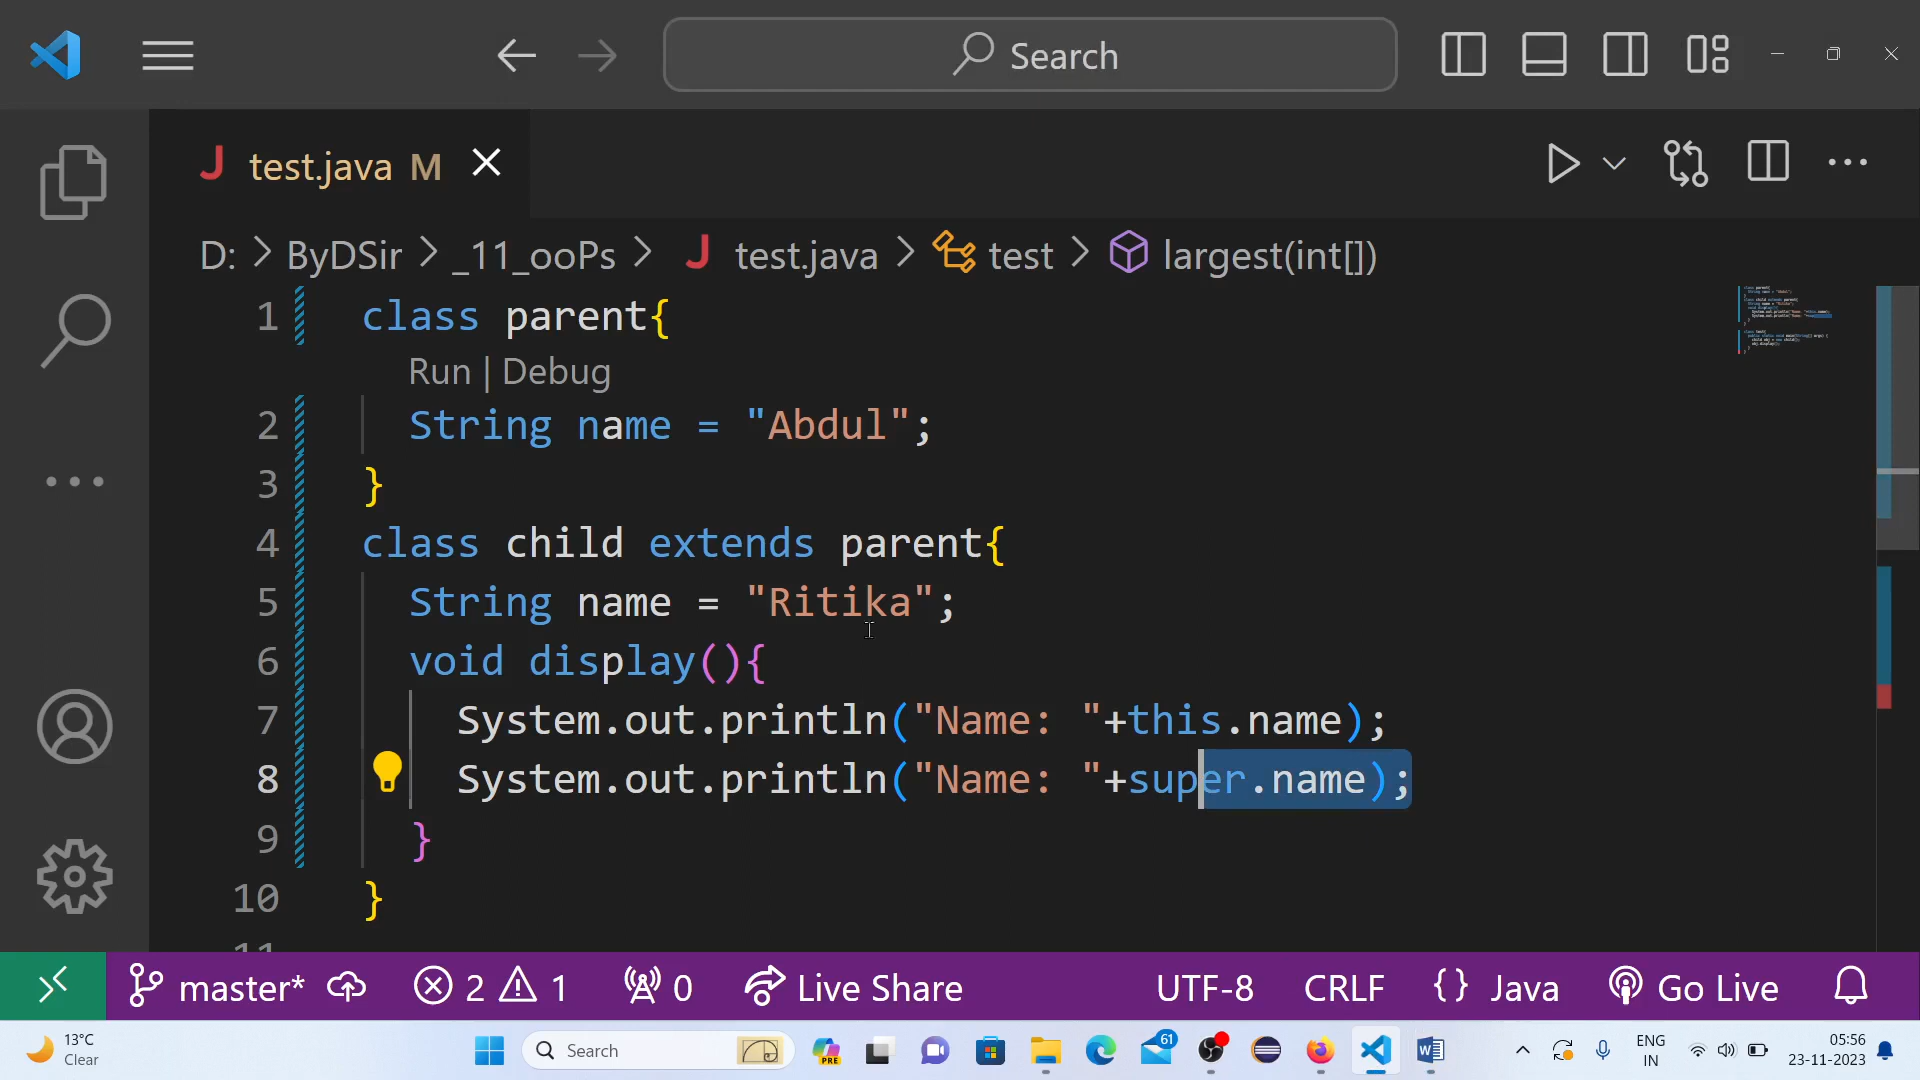 Search
test.java M
D: > ByDSir > _11_ooPs > test.java > test > largest(int[])
1 class parent{
Run | Debug
2 String name = "Abdul";
3 }
4 class child extends parent{
5 String name = "Ritika";
6 void display(){
7 System.out.println("Name: "+this.name);
8 System.out.println("Name: "+super.name);
9 }
10 }
11
master* 2 1 0 Live Share UTF-8 CRLF {} Java Go Live
13°C
Clear
Search
PRE
61
ENG
IN
05:56
23-11-2023